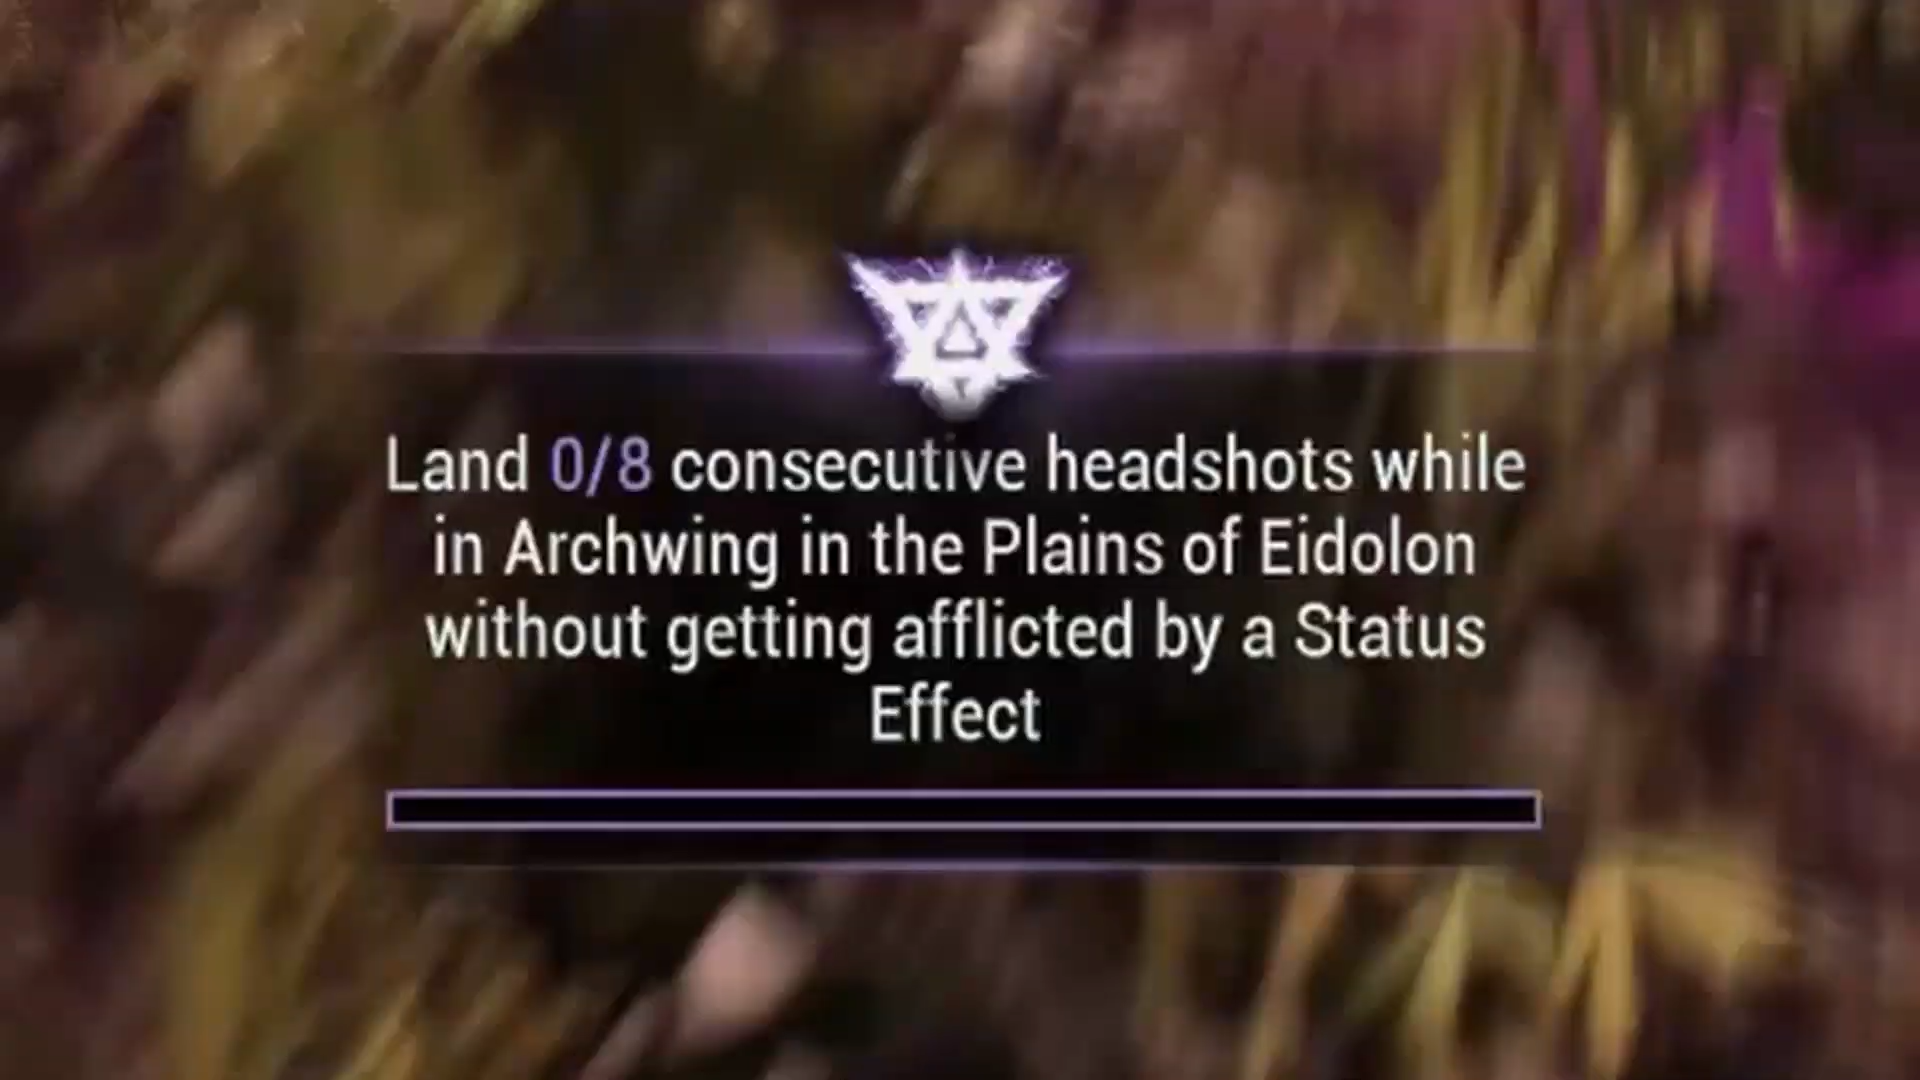 Land 0/8 consecutive headshots while
in Archwing in the Plains of Eidolon
without getting afflicted by a Status
Effect